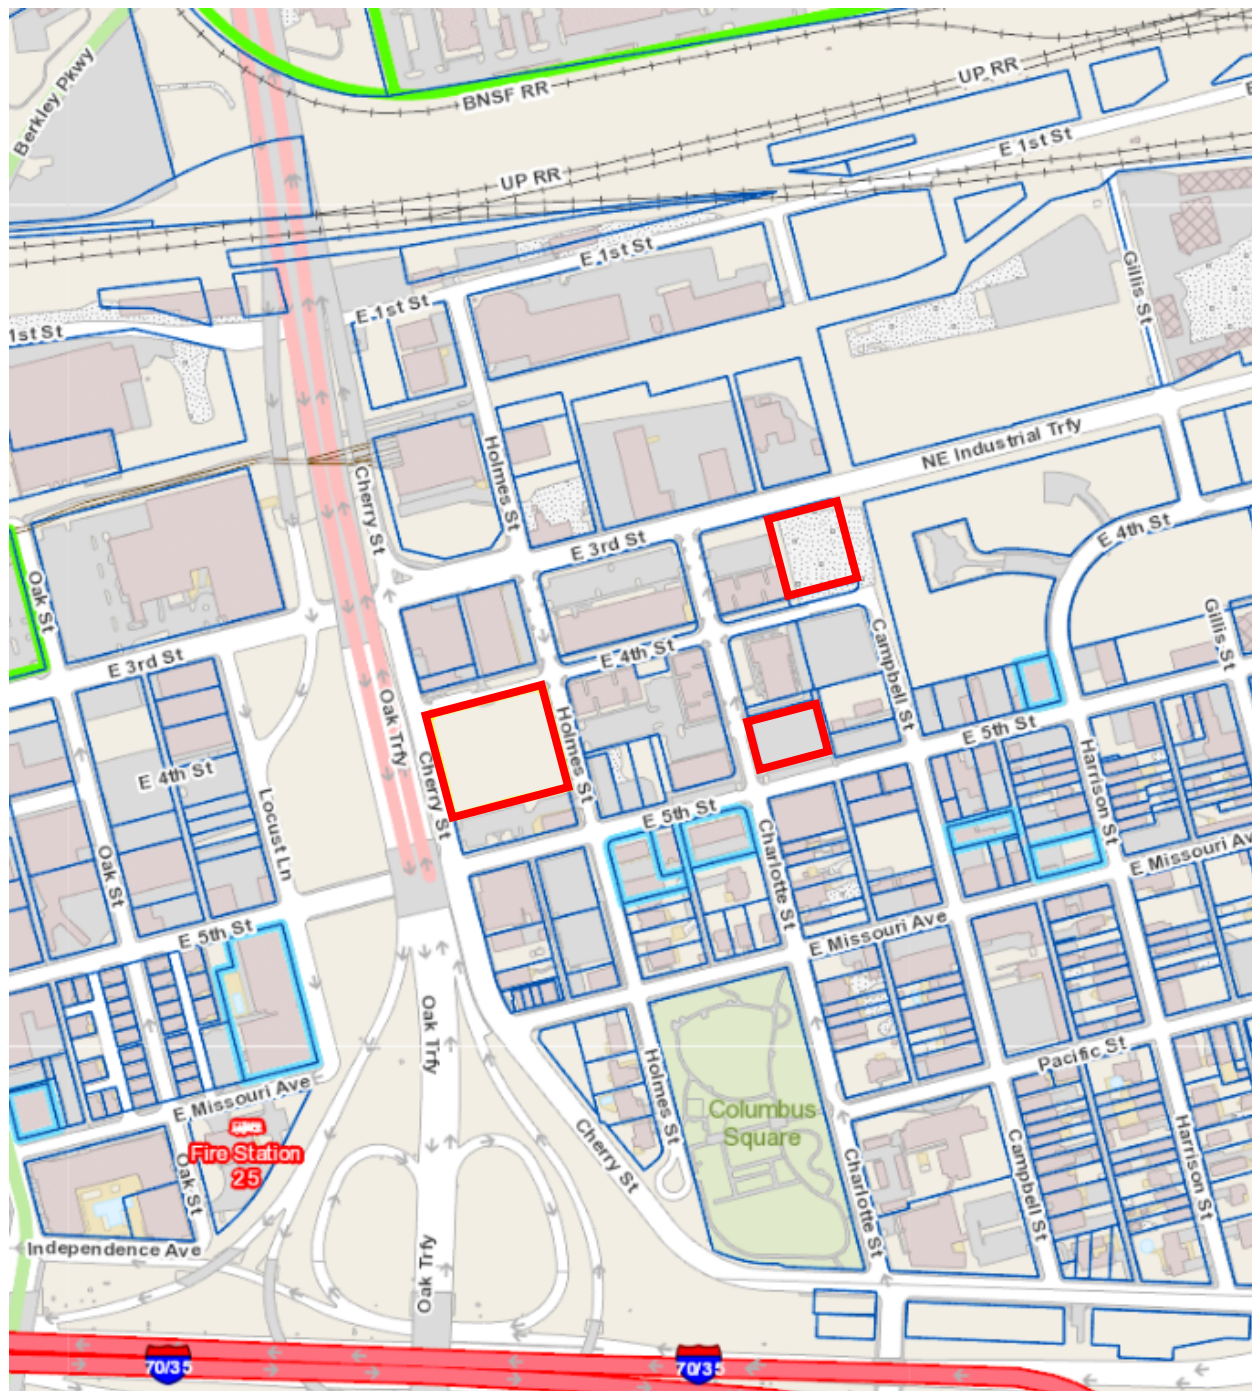 Berkley Pkwy
BNSF RR
UP RR
E 1st St
UP RR
E 1st St
Gillis St
E 1st St
1st St
NE Industrial Trfy
Holmes St
Cherry St
E 4th St
E 3rd St
Oak St
Gillis St
Campbell St
E 3rd St
E 4th St
Oak Trfy
Holmes St
E 5th St
Harrison St
E 4th St
Cherry St
Locust Ln
E 5th St
Charlotte St
E Missouri Av
Oak St
E 5th St
E Missouri Ave
Oak Trfy
Holmes St
Pacific St
E Missouri Ave
Columbus
Square
Fire Station
25
Cherry St
Oak St
Charlotte St
Campbell St
Harrison St
Independence Ave
Oak Trfy
70/35
70/35